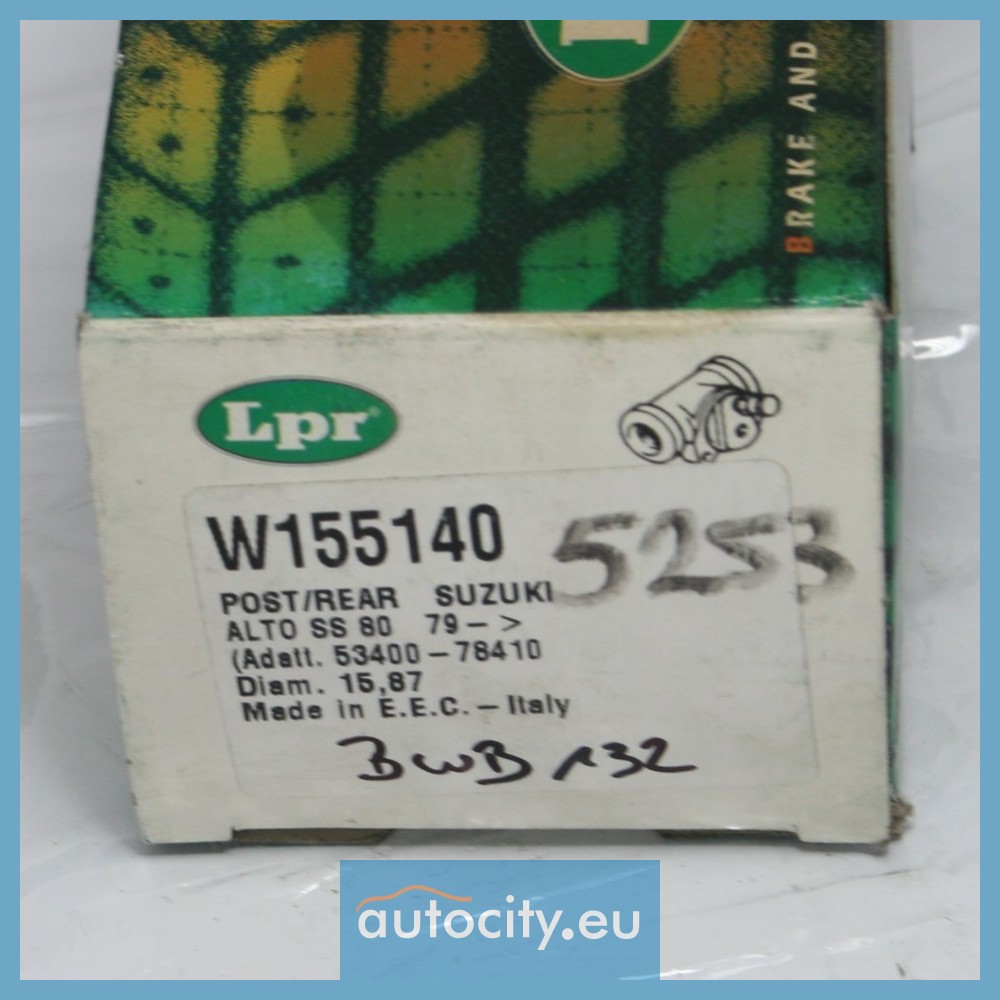 BRAKE AND
Lpr
W155140
5253
POST/REAR SUZUKI
ALTO SS 80 79-->
(Adatt. 53400-78410
Diam. 15,87
Made in E.E.C. - Italy
BWB 132
autocity.eu